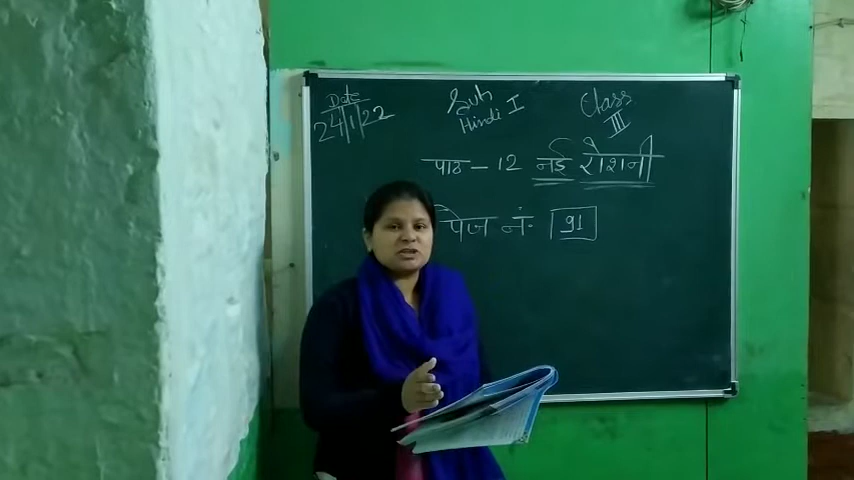 Date
24/1/22
Sub
Hindi I
Class
III
पाठ - 12 नई रोशनी
पेज नं. 91